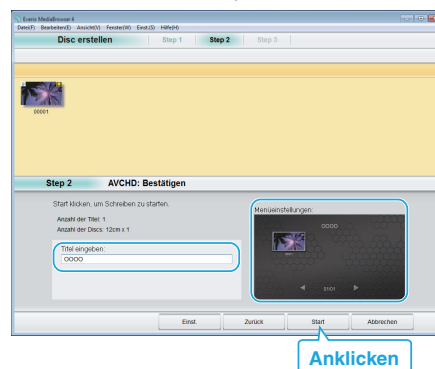 Everio MediaBrowser 4
Datei(F) Bearbeiten(E) Ansicht(V) Fenster(W) Einst.(S) Hilfe(H)
Disc erstellen Step 1 Step 2 Step 3
00001
Step 2 AVCHD: Bestätigen
Start klicken, um Schreiben zu starten.
Anzahl der Titel: 1
Anzahl der Discs: 12cm x 1
Titel eingeben:
OOOO
Menüeinstellungen:
OOOO
01/01
Einst. Zurück Start Abbrechen
Anklicken